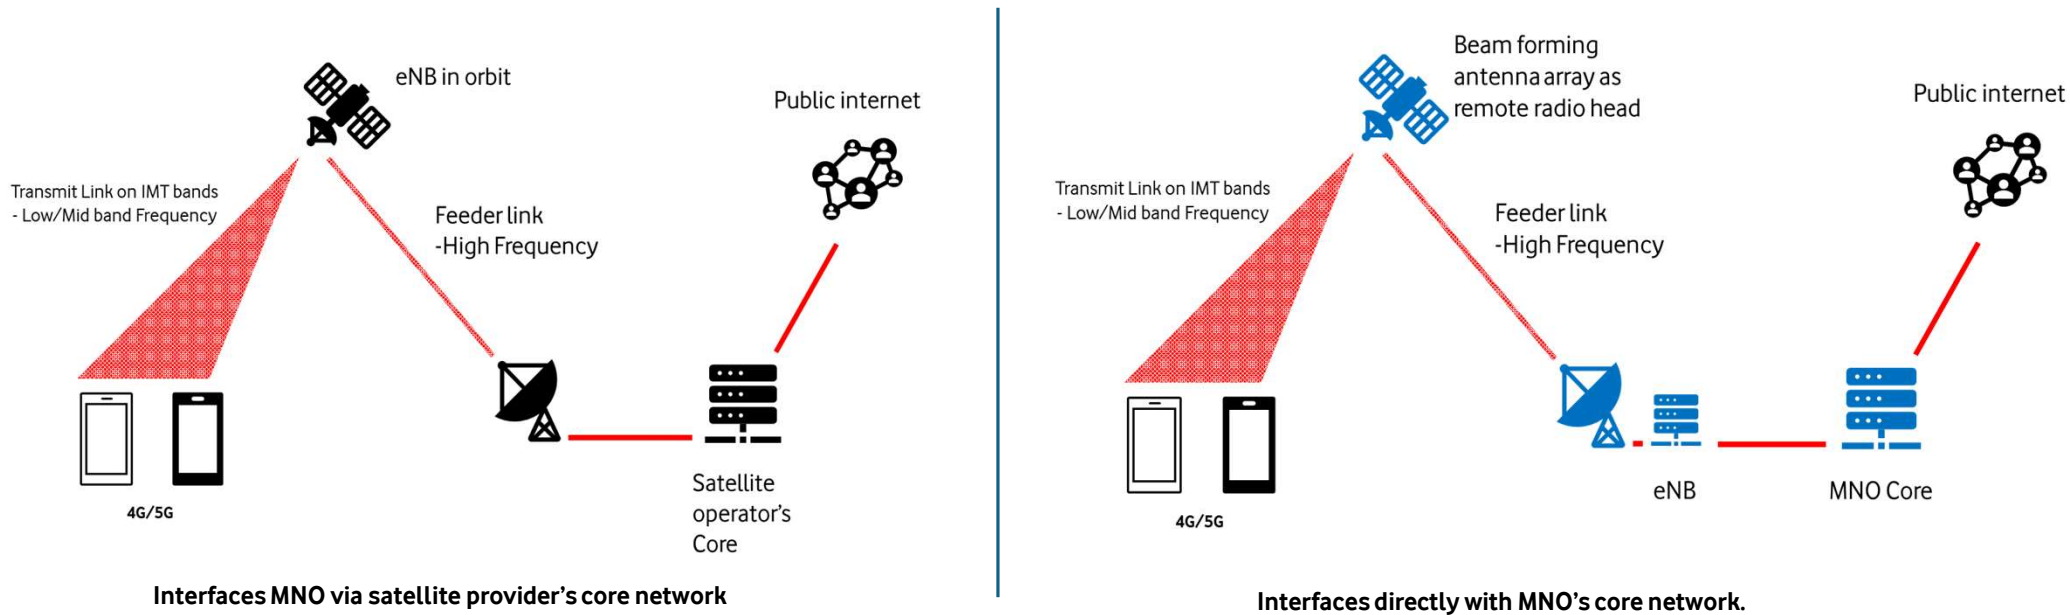 eNB in orbit
Public internet
Transmit Link on IMT bands
- Low/Mid band Frequency
Feeder link
-High Frequency
Satellite
operator's
Core
4G/5G
Interfaces MNO via satellite provider's core network
Beam forming
antenna array as
remote radio head
Public internet
Transmit Link on IMT bands
- Low/Mid band Frequency
Feeder link
-High Frequency
eNB
MNO Core
4G/5G
Interfaces directly with MNO's core network.